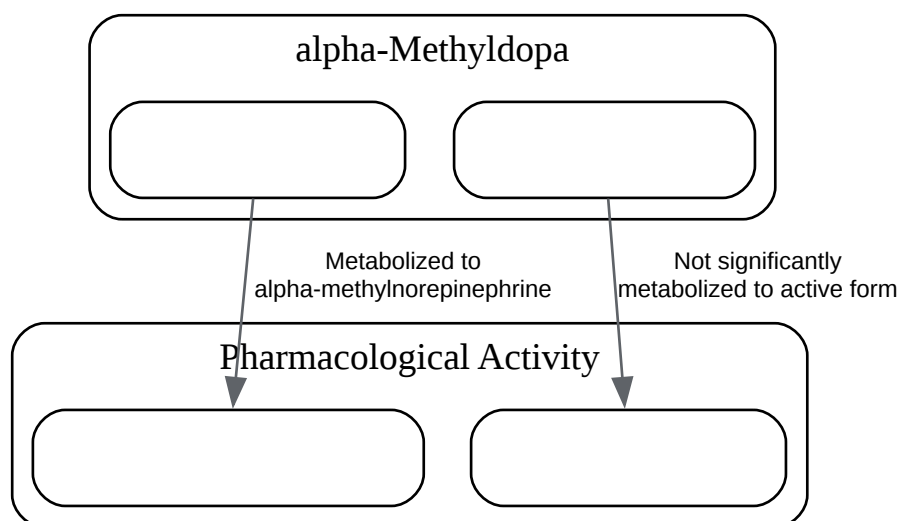 alpha-Methyldopa
Metabolized to
alpha-methylnorepinephrine
Not significantly
metabolized to active form
Pharmacological Activity